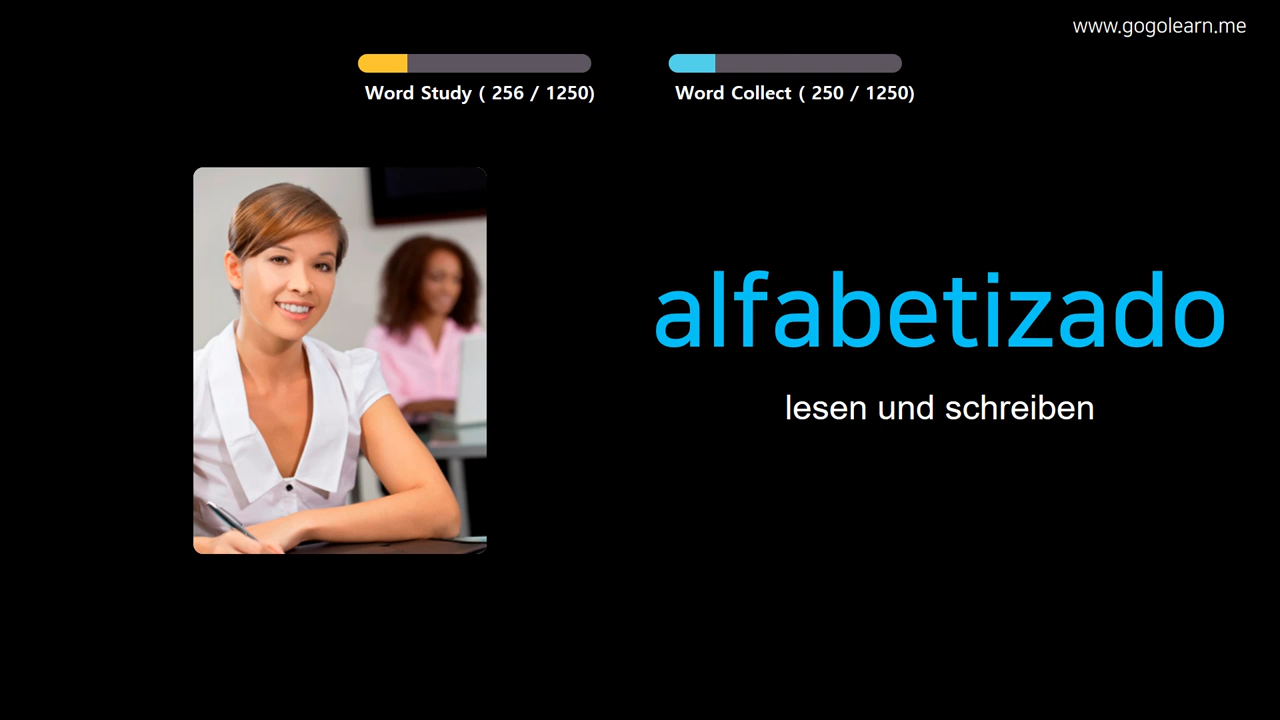 www.gogolearn.me
Word Study ( 256 / 1250)
Word Collect ( 250 / 1250)
alfabetizado
lesen und schreiben